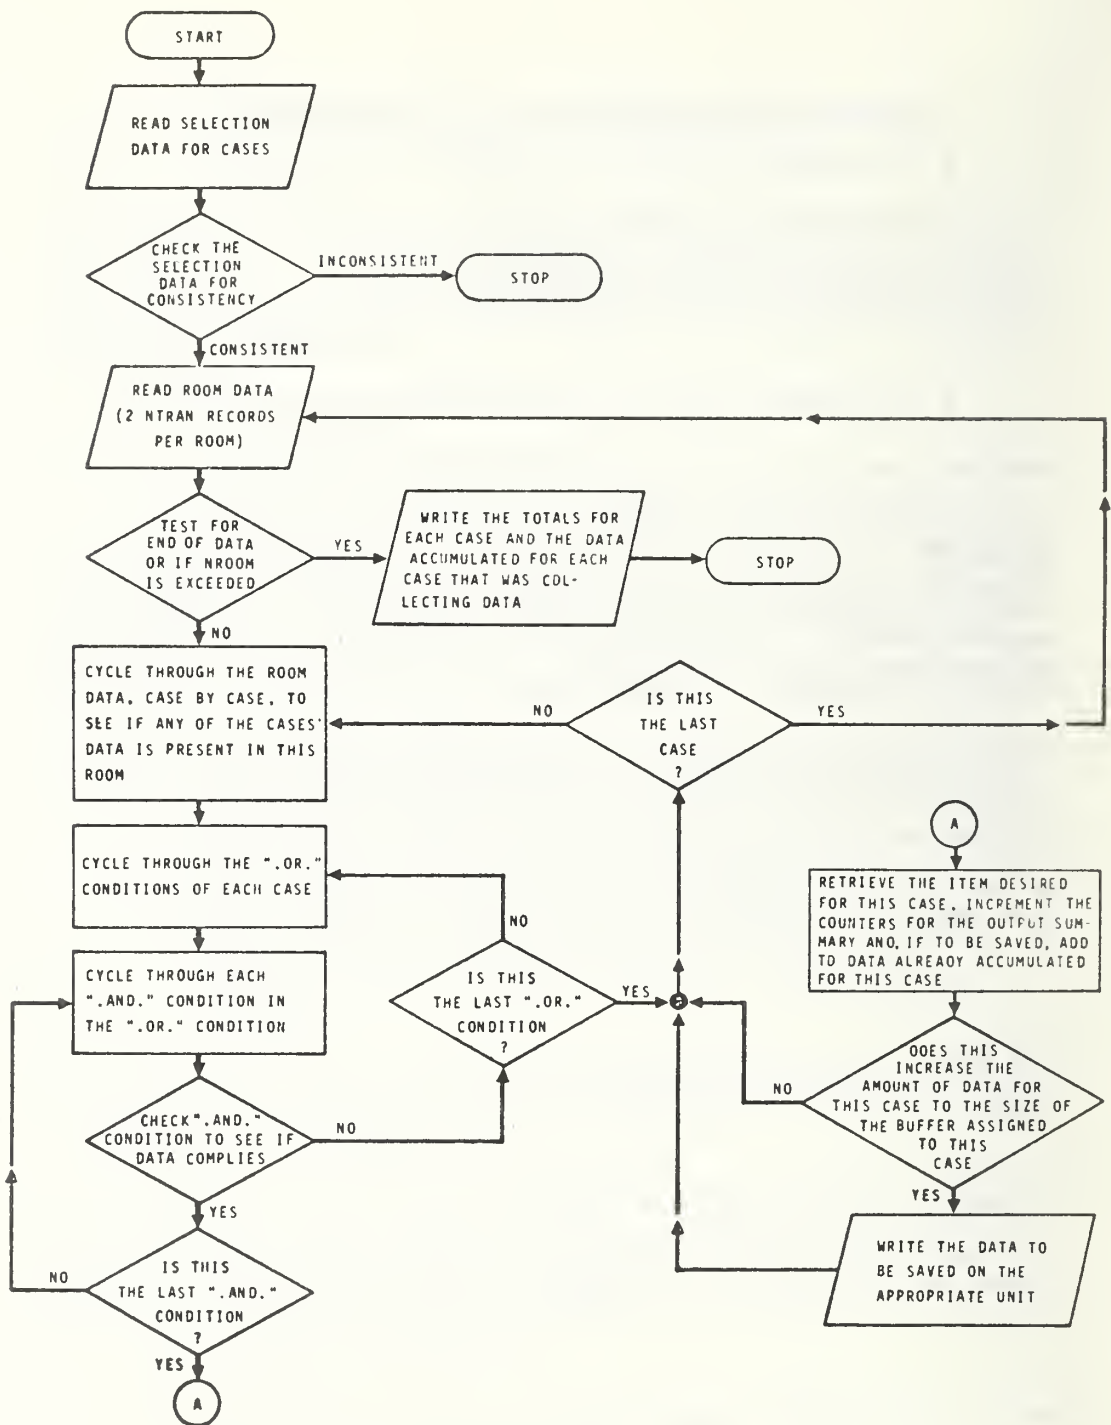 START
READ SELECTION
DATA FOR CASES
CHECK THE
SELECTION
DATA FOR
CONSISTENCY
INCONSISTENT
STOP
CONSISTENT
READ ROOM DATA
(2 NTRAN RECORDS
PER ROOM)
TEST FOR
END OF DATA
OR IF NROOM
IS EXCEEDED
YES
WRITE THE TOTALS FOR
EACH CASE AND THE DATA
ACCUMULATED FOR EACH
CASE THAT WAS COL-
LECTING DATA
STOP
NO
CYCLE THROUGH THE ROOM
DATA, CASE BY CASE, TO
SEE IF ANY OF THE CASES'
DATA IS PRESENT IN THIS
ROOM
NO
IS THIS
THE LAST
CASE
?
YES
CYCLE THROUGH THE ".OR."
CONDITIONS OF EACH CASE
NO
CYCLE THROUGH EACH
".AND." CONDITION IN
THE ".OR." CONDITION
IS THIS
THE LAST ".OR."
CONDITION
?
YES
CHECK ".AND."
CONDITION TO SEE IF
DATA COMPLIES
NO
YES
IS THIS
THE LAST ".AND."
CONDITION
?
NO
YES
A
A
RETRIEVE THE ITEM DESIRED
FOR THIS CASE, INCREMENT THE
COUNTERS FOR THE OUTPUT SUM-
MARY ANO, IF TO BE SAVED, ADD
TO DATA ALREAOY ACCUMULATED
FOR THIS CASE
OOES THIS
INCREASE THE
AMOUNT OF DATA FOR
THIS CASE TO THE SIZE OF
THE BUFFER ASSIGNED
TO THIS
CASE
NO
YES
WRITE THE DATA TO
BE SAVED ON THE
APPROPRIATE UNIT